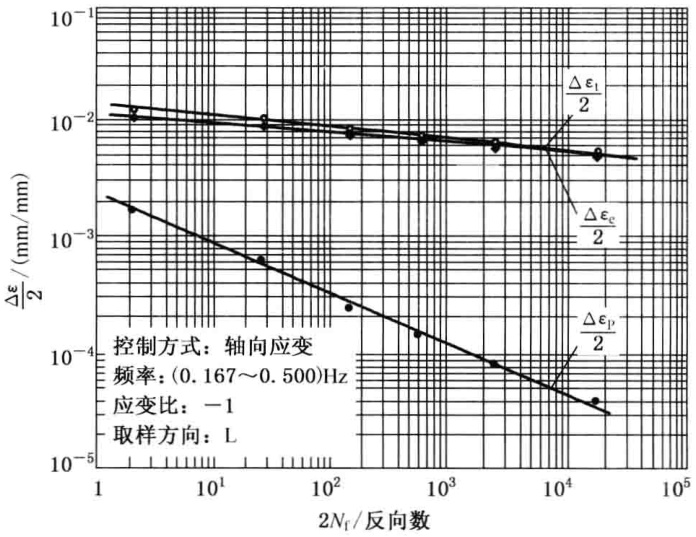 10⁻¹
10⁻²
10⁻³
10⁻⁴
10⁻⁵
Δε/2 /(mm/mm)
Δεₜ/2
Δεₑ/2
Δεₚ/2
控制方式：轴向应变
频率：(0.167～0.500)Hz
应变比：－1
取样方向：L
1 10¹ 10² 10³ 10⁴ 10⁵
2N_f/反向数